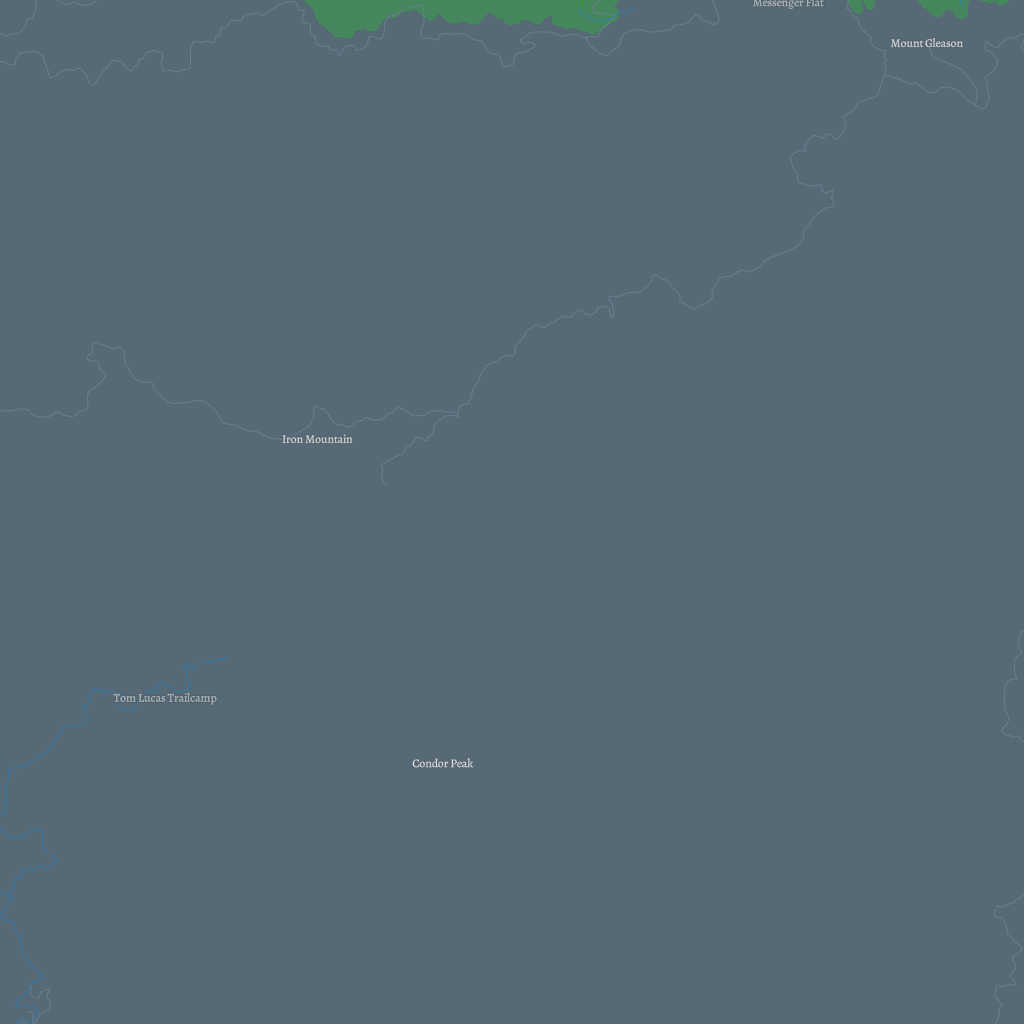 Messenger Flat
Mount Gleason
Iron Mountain
Tom Lucas Trailcamp
Condor Peak